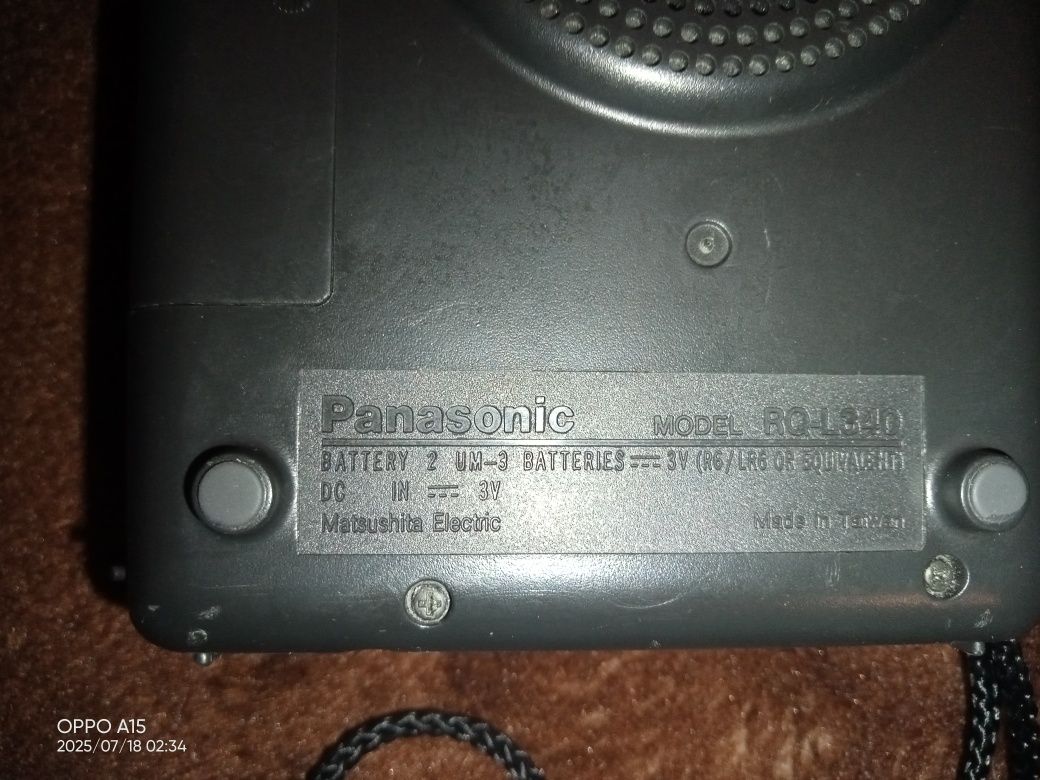 Panasonic MODEL RQ-L340
BATTERY 2 UM-3 BATTERIES ⎓ 3V (R6/LR6 OR EQUIVALENT)
DC IN ⎓ 3V
Matsushita Electric Made in Taiwan
OPPO A15
2025/07/18 02:34